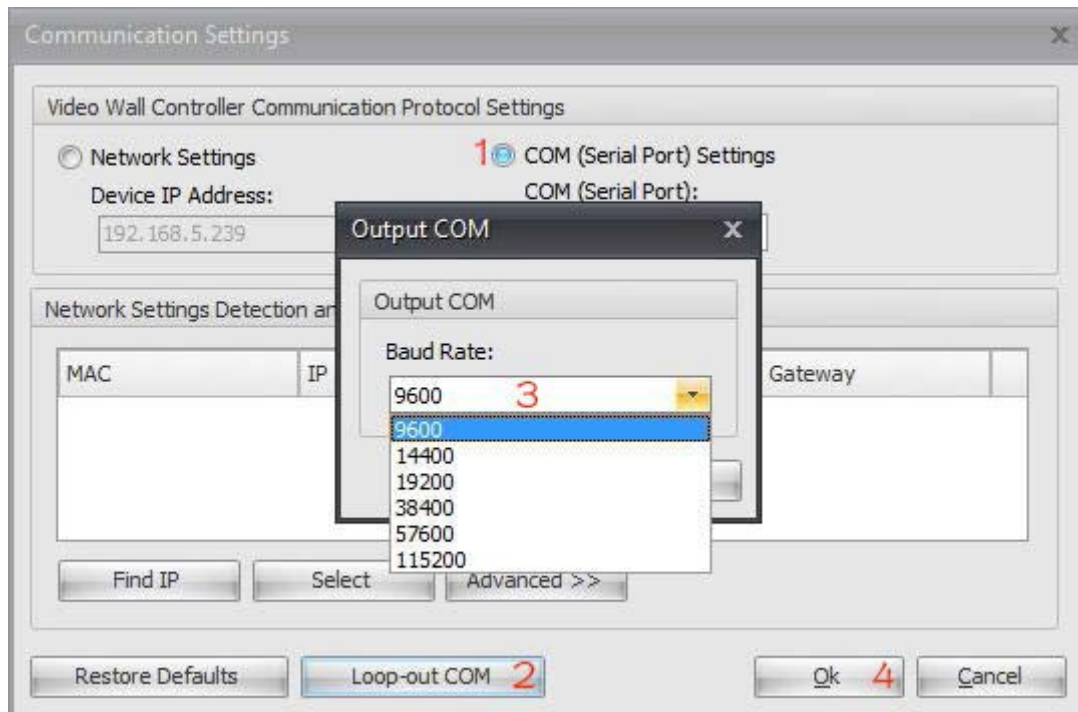 Communication Settings
Video Wall Controller Communication Protocol Settings
Network Settings
1 COM (Serial Port) Settings
Device IP Address:
COM (Serial Port):
192.168.5.239
Output COM
Network Settings Detection an
Output COM
Baud Rate:
MAC
IP
Gateway
9600 3
9600
14400
19200
38400
57600
115200
Find IP
Select
Advanced >>
Restore Defaults
Loop-out COM 2
Ok 4
Cancel